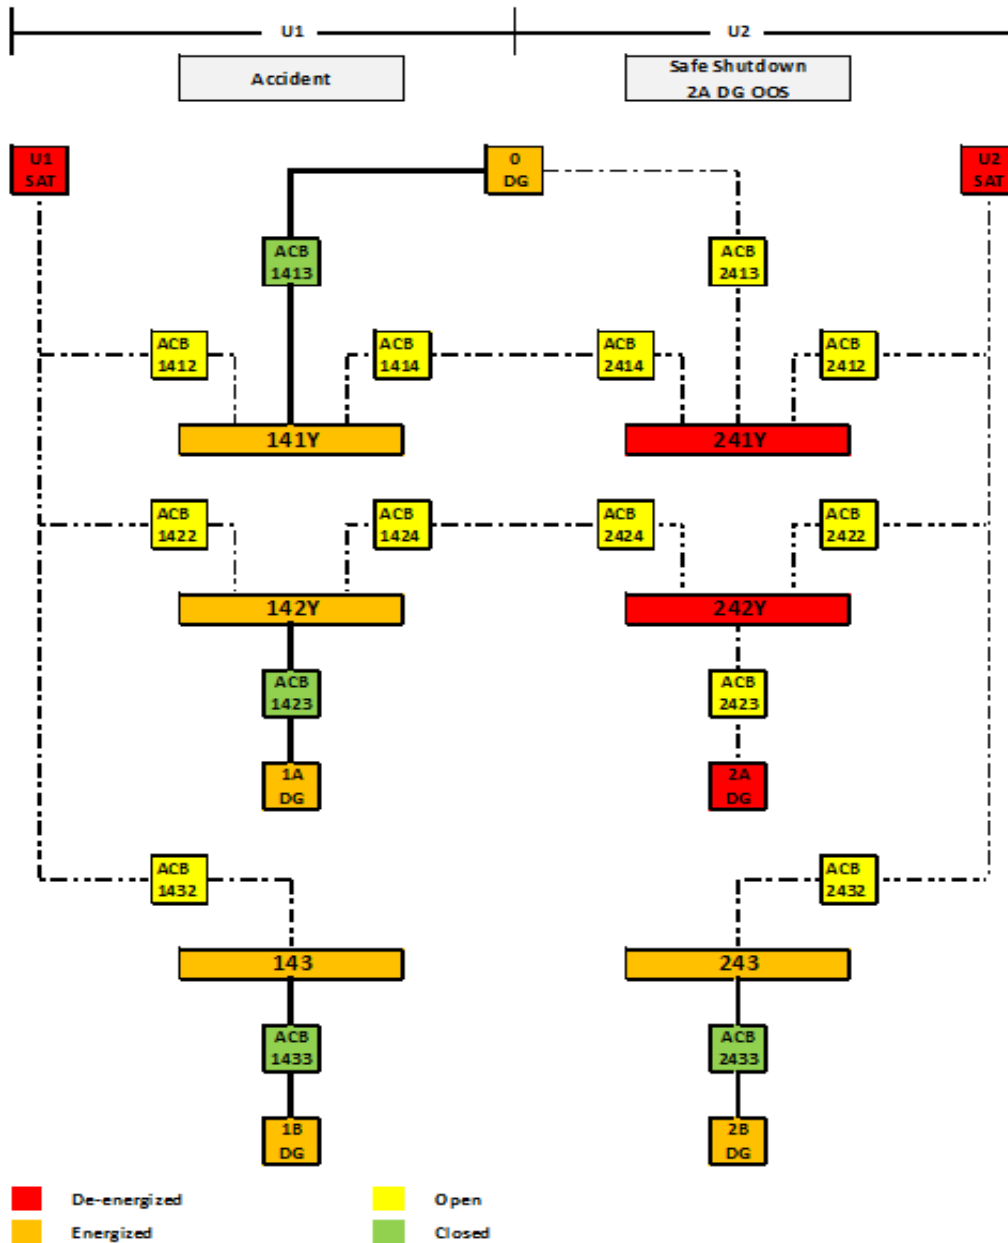 U1 U2
Accident
Safe Shutdown
2A DG OOS
U1
SAT
0
DG
U2
SAT
ACB
1413
ACB
2413
ACB
1412
ACB
1414
ACB
2414
ACB
2412
141Y 241Y
ACB
1422
ACB
1424
ACB
2424
ACB
2422
142Y 242Y
ACB
1423
ACB
2423
1A
DG
2A
DG
ACB
1432
ACB
2432
143 243
ACB
1433
ACB
2433
1B
DG
2B
DG
De-energized Open
Energized Closed